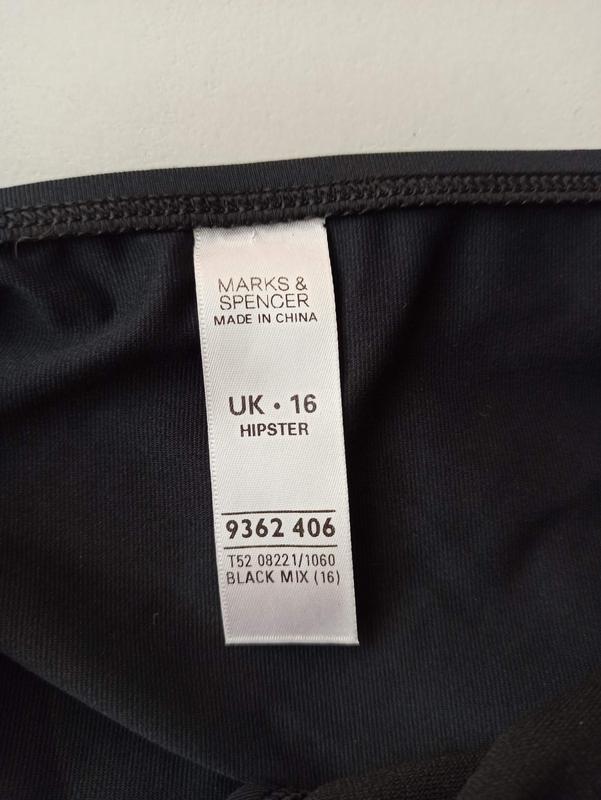 MARKS &
SPENCER
MADE IN CHINA
UK • 16
HIPSTER
9362 406
T52 08221/1060
BLACK MIX (16)